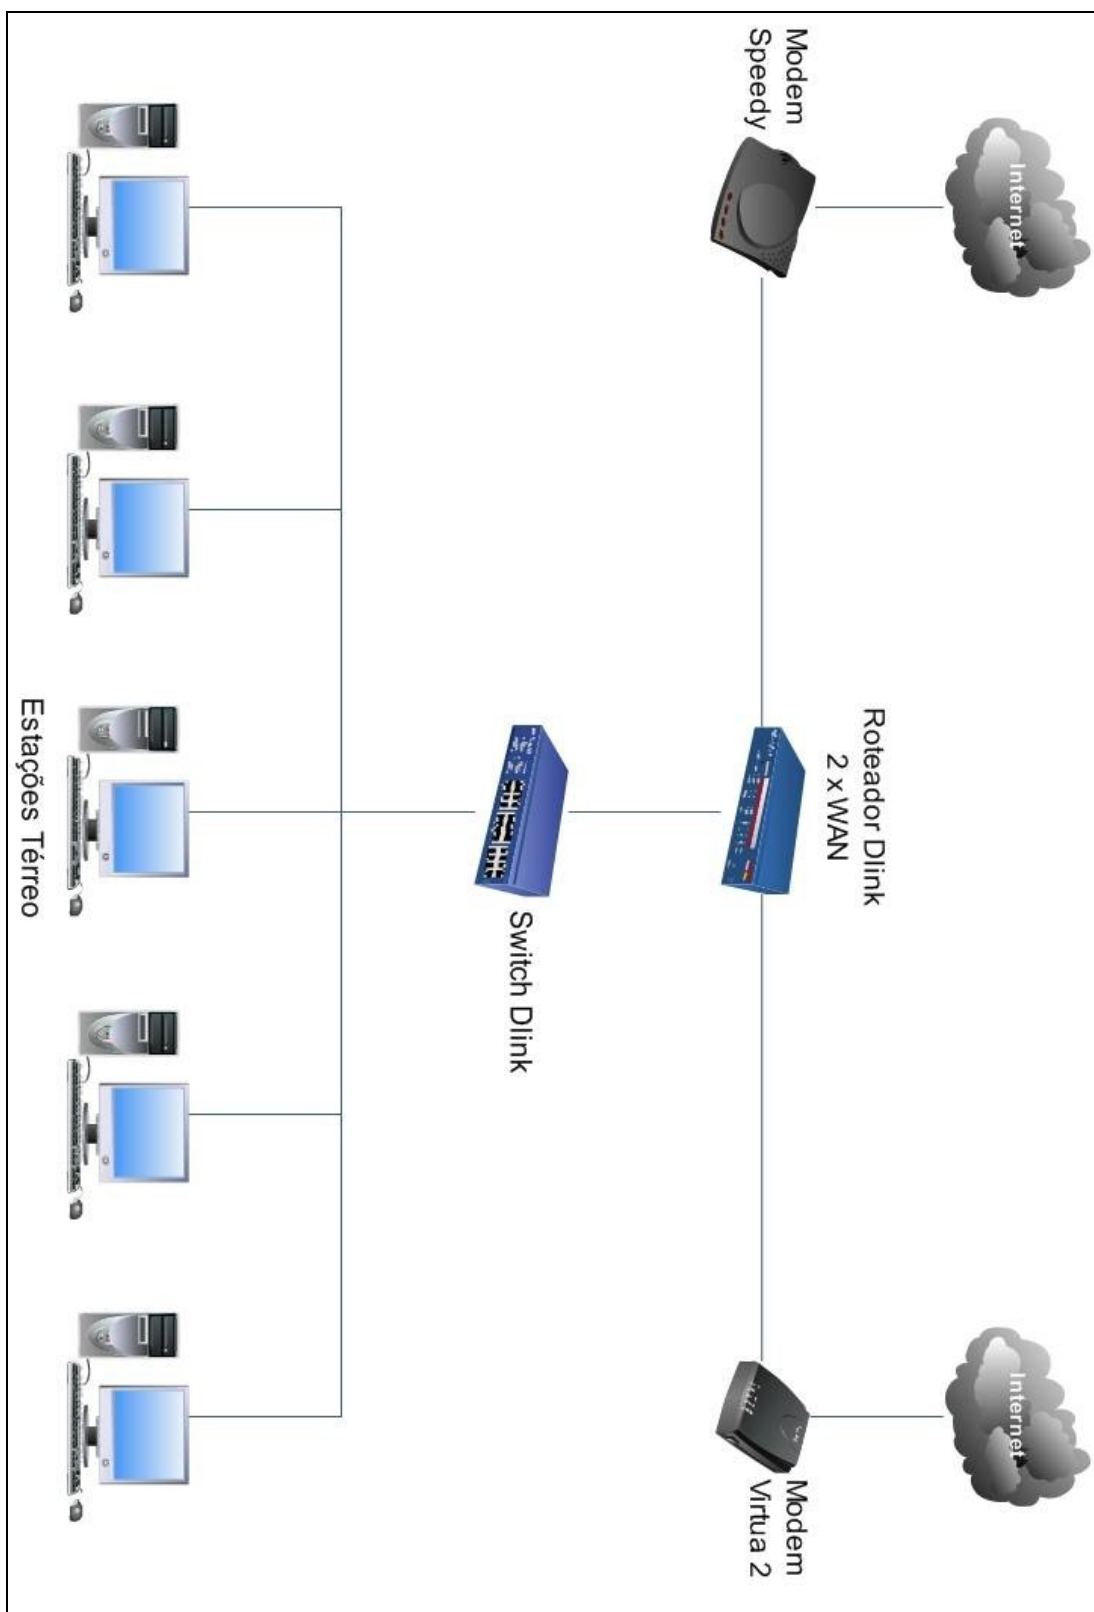 Internet
Internet
Modem
Speedy
Modem
Virtua 2
Roteador Dlink
2 x WAN
Switch Dlink
Estações Térreo